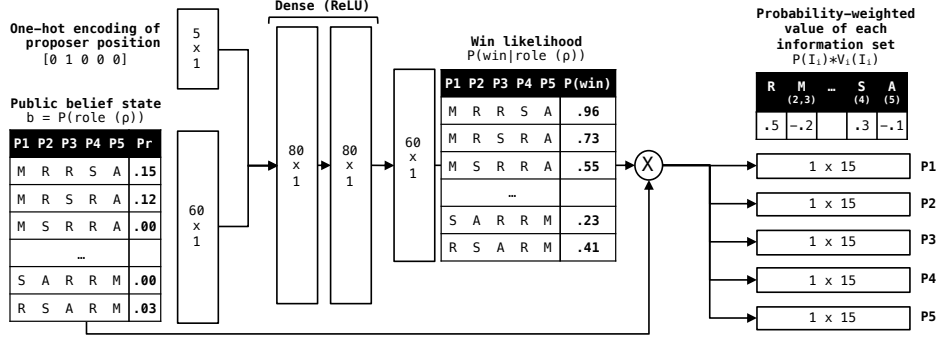 Dense (ReLU)
One-hot encoding of
proposer position
[0 1 0 0 0]
5
x
1
Public belief state
b = P(role (ρ))
P1 P2 P3 P4 P5 Pr
M R R S A .15
M R S R A .12
M S R R A .00
…
S A R R M .00
R S A R M .03
60
x
1
80
x
1
80
x
1
60
x
1
Win likelihood
P(win|role (ρ))
P1 P2 P3 P4 P5 P(win)
M R R S A .96
M R S R A .73
M S R R A .55
…
S A R R M .23
R S A R M .41
X
Probability-weighted
value of each
information set
P(Iᵢ)*Vᵢ(Iᵢ)
R M … S A
(2,3) (4) (5)
.5 -.2 .3 -.1
1 x 15 P1
1 x 15 P2
1 x 15 P3
1 x 15 P4
1 x 15 P5